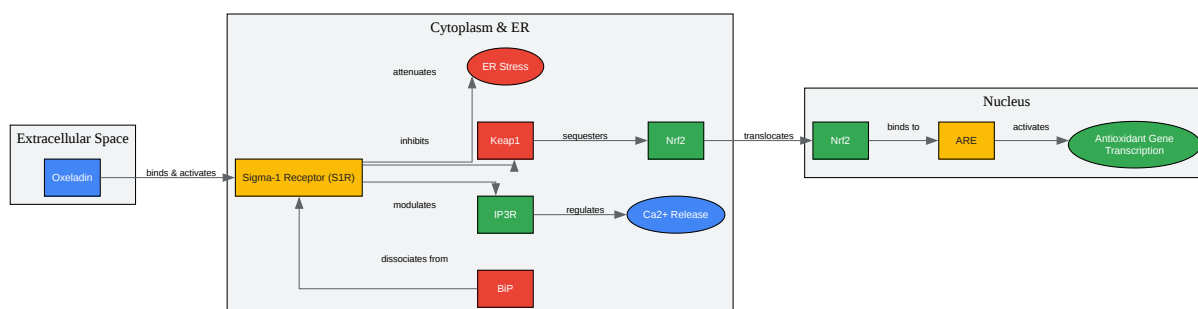 Cytoplasm & ER
ER Stress
attenuates
Nucleus
Extracellular Space
inhibits
Keap1
sequesters
Nrf2
translocates
Nrf2
binds to
ARE
activates
Antioxidant Gene
Transcription
Oxeladin
binds & activates
Sigma-1 Receptor (S1R)
modulates
IP3R
regulates
Ca2+ Release
dissociates from
BiP